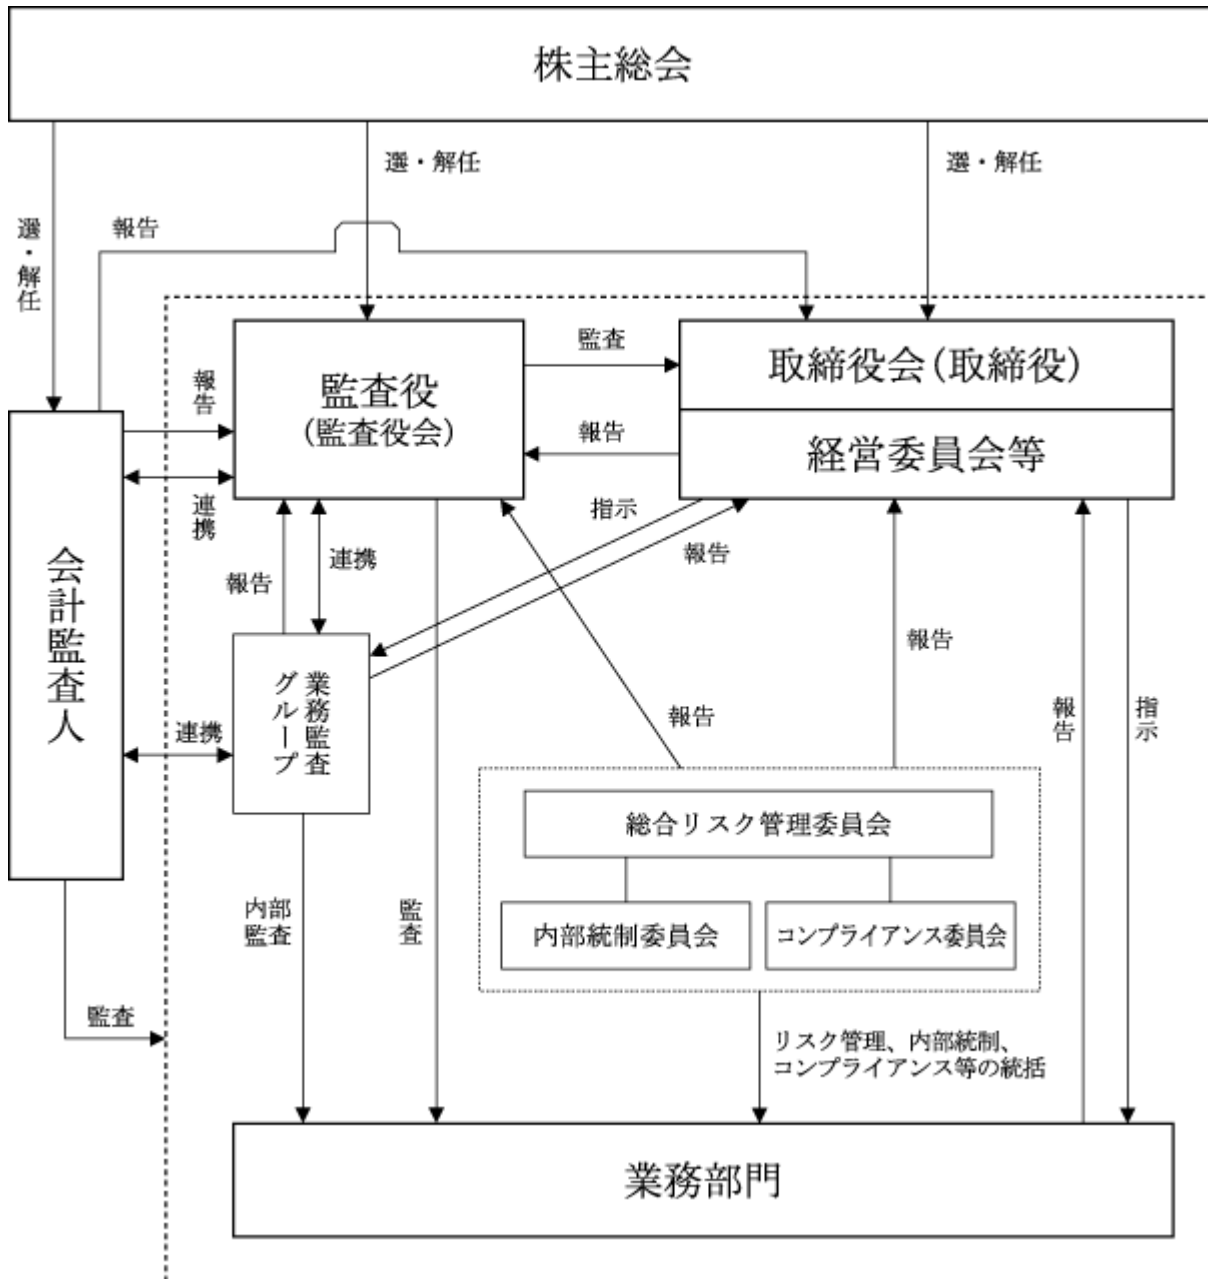 株主総会
選・解任
選・解任
選・解任
報告
監査
取締役会(取締役)
監査役
(監査役会)
報告
報告
経営委員会等
連携
指示
報告
報告
連携
会計監査人
業務監査
グループ
連携
報告
報告
報告
指示
総合リスク管理委員会
内部統制委員会
コンプライアンス委員会
内部
監査
監査
監査
リスク管理、内部統制、
コンプライアンス等の統括
業務部門